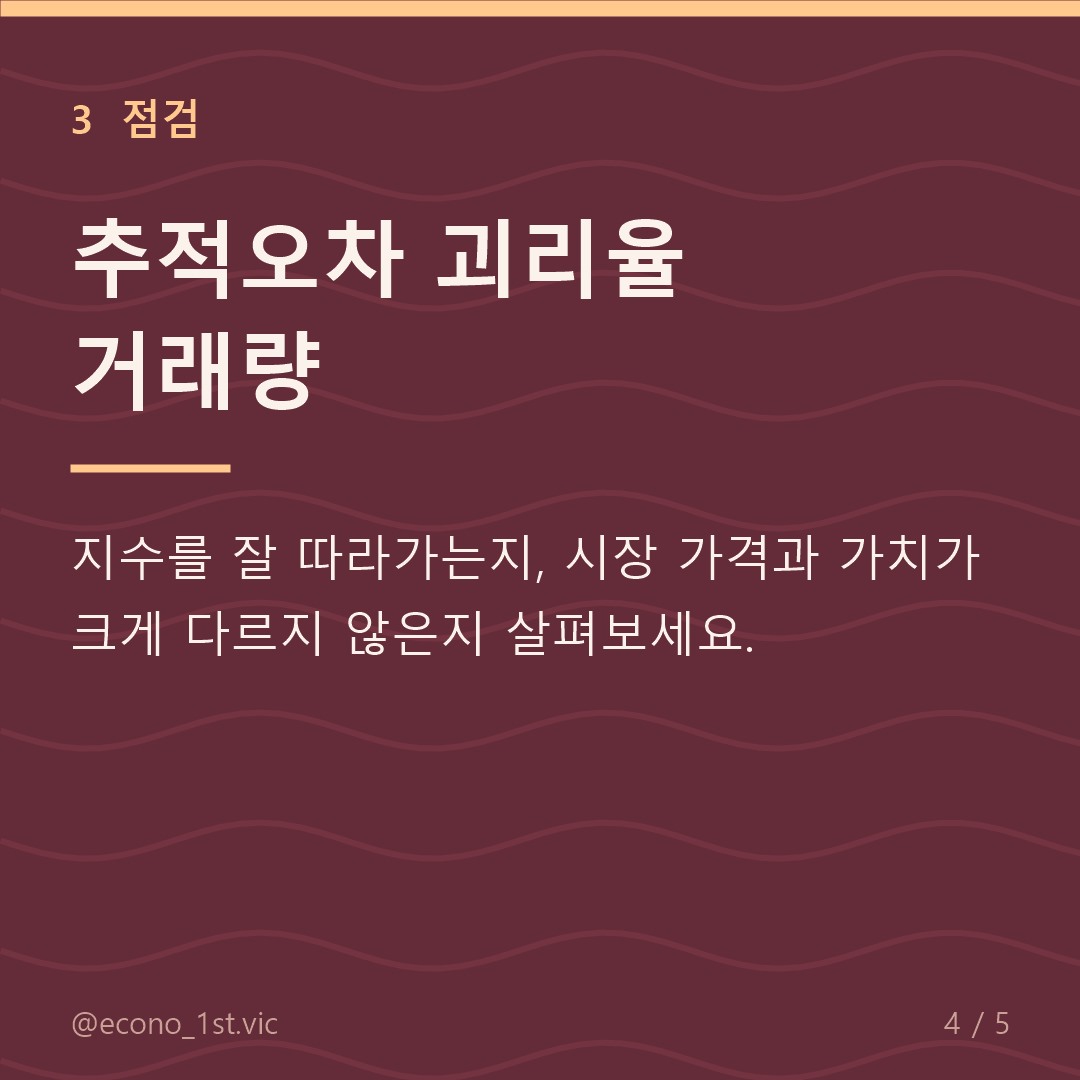 3 점검
추적오차 괴리율
거래량
지수를 잘 따라가는지, 시장 가격과 가치가
크게 다르지 않은지 살펴보세요.
@econo_1st.vic
4 / 5